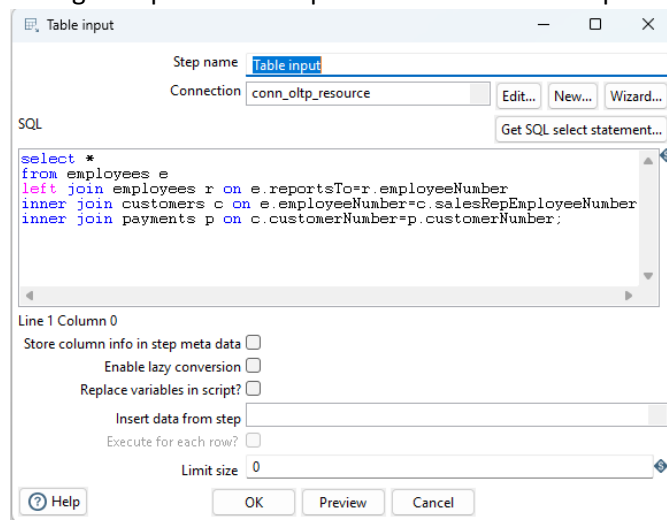 Table input
Step name Table input
Connection conn_oltp_resource Edit... New... Wizard...
SQL Get SQL select statement...
select *
from employees e
left join employees r on e.reportsTo=r.employeeNumber
inner join customers c on e.employeeNumber=c.salesRepEmployeeNumber
inner join payments p on c.customerNumber=p.customerNumber;
Line 1 Column 0
Store column info in step meta data
Enable lazy conversion
Replace variables in script?
Insert data from step
Execute for each row?
Limit size 0
Help OK Preview Cancel